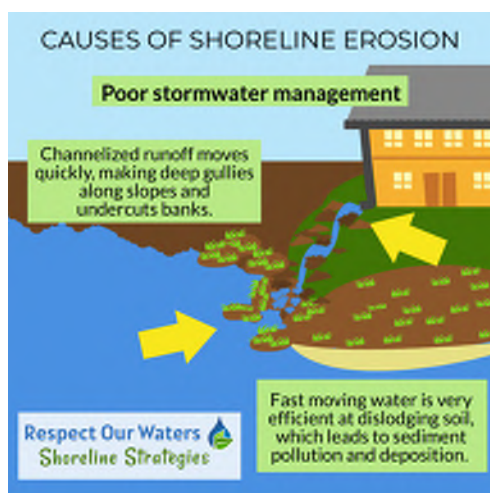 CAUSES OF SHORELINE EROSION
Poor stormwater management
Channelized runoff moves
quickly, making deep gullies
along slopes and
undercuts banks.
Fast moving water is very
efficient at dislodging soil,
which leads to sediment
pollution and deposition.
Respect Our Waters
Shoreline Strategies